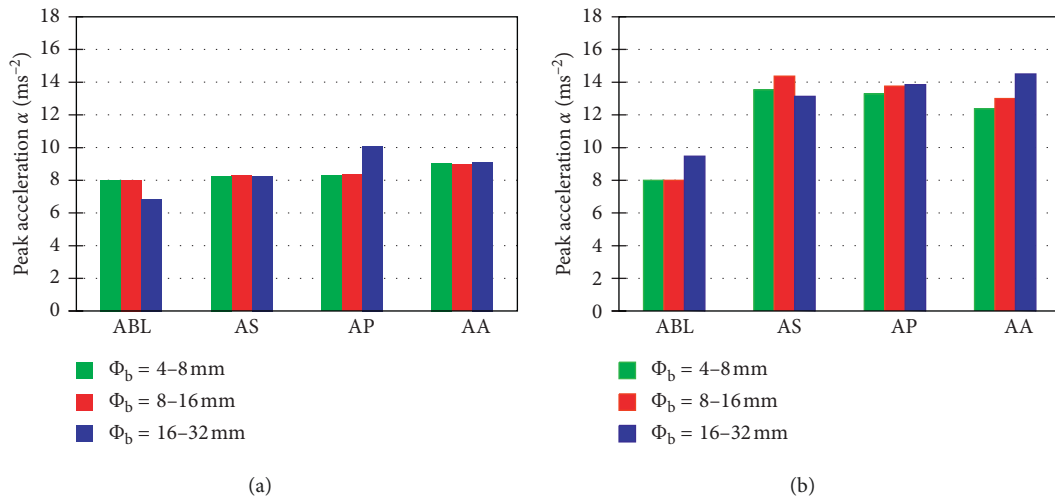 18
16
14
12
10
8
6
4
2
0
Peak acceleration α (ms⁻²)
ABL AS AP AA
Φb = 4–8 mm
Φb = 8–16 mm
Φb = 16–32 mm
(a)
18
16
14
12
10
8
6
4
2
0
Peak acceleration α (ms⁻²)
ABL AS AP AA
Φb = 4–8 mm
Φb = 8–16 mm
Φb = 16–32 mm
(b)